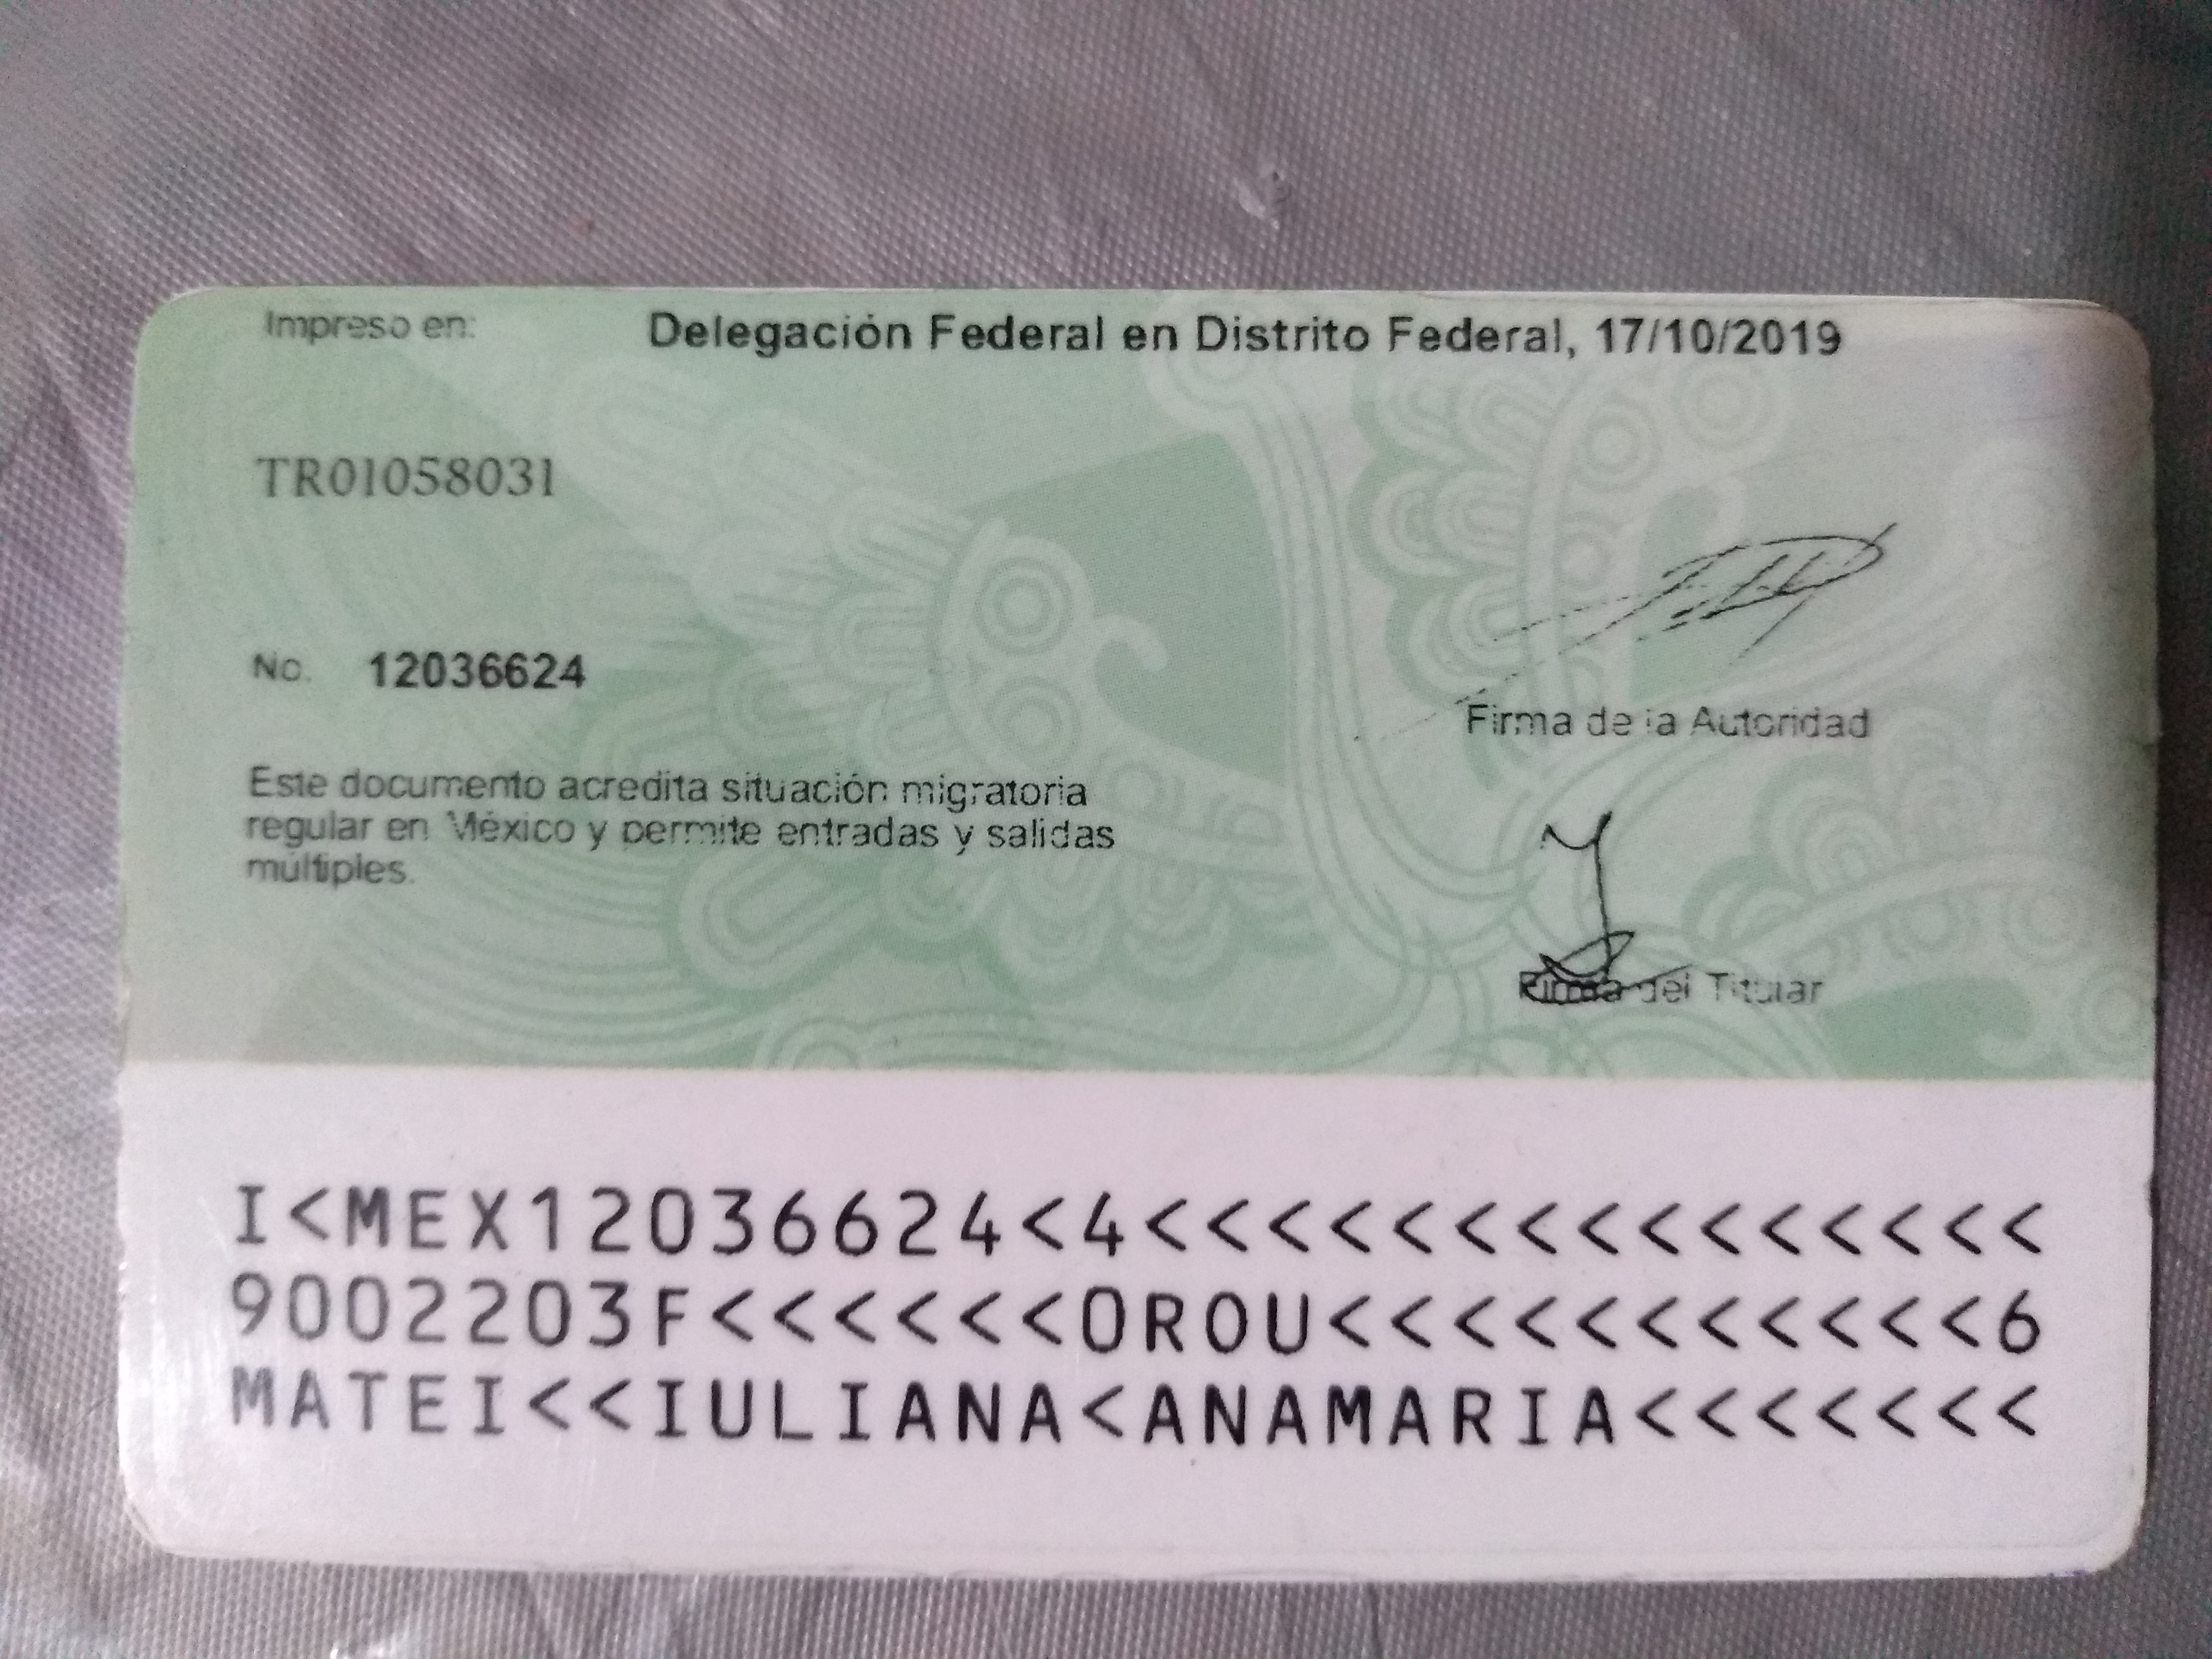 Impreso en: Delegación Federal en Distrito Federal, 17/10/2019
TR01058031
No. 12036624
Firma de la Autoridad
Este documento acredita situación migratoria
regular en México y permite entradas y salidas
múltiples.
Firma del Titular
I<MEX12036624<4<<<<<<<<<<<<<<<
9002203F<<<<<<0ROU<<<<<<<<<<<6
MATEI<<IULIANA<ANAMARIA<<<<<<<